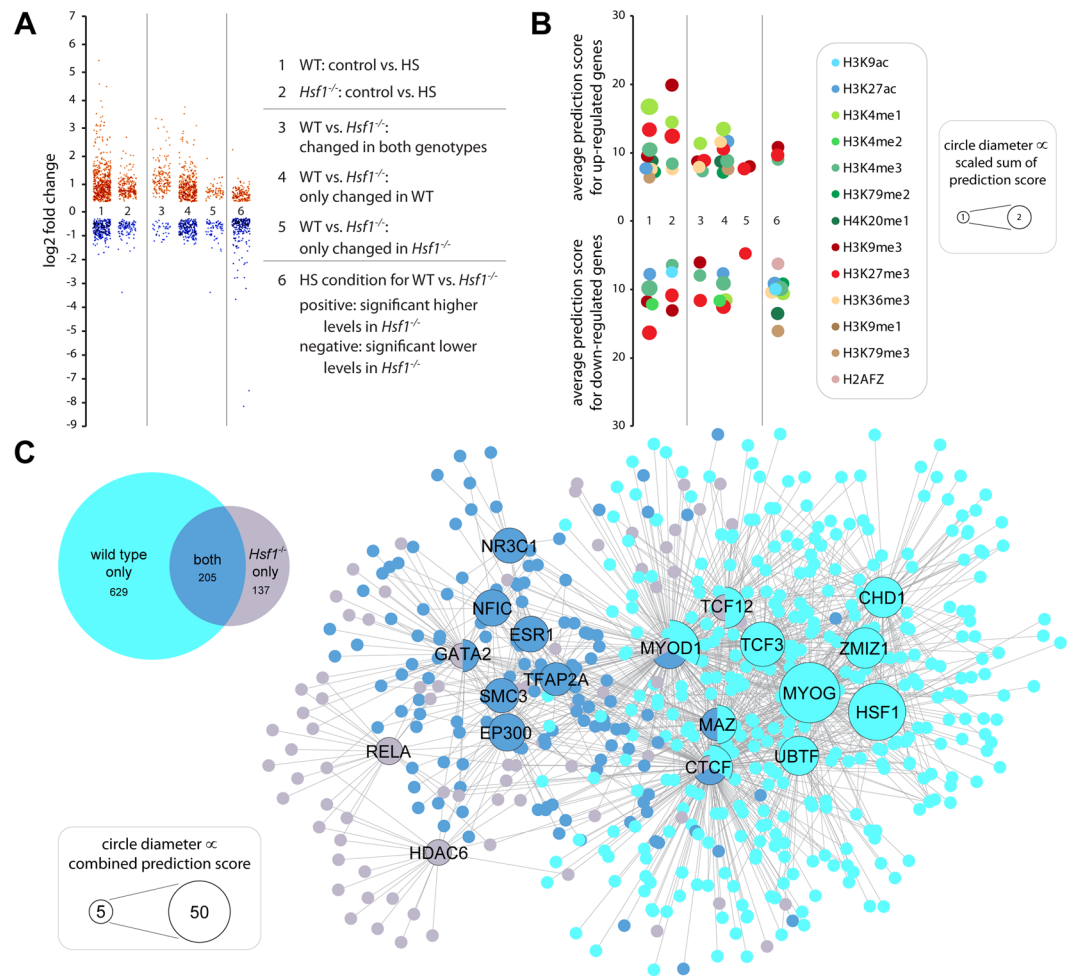 A
7
6
5
4
3
2
1
0
-1
-2
-3
-4
-5
-6
-7
-8
-9
log2 fold change
1 2 3 4 5 6
1 WT: control vs. HS
2 Hsf1-/-: control vs. HS
3 WT vs. Hsf1-/-:
changed in both genotypes
4 WT vs. Hsf1-/-:
only changed in WT
5 WT vs. Hsf1-/-:
only changed in Hsf1-/-
6 HS condition for WT vs. Hsf1-/-
positive: significant higher
levels in Hsf1-/-
negative: significant lower
levels in Hsf1-/-
B
average prediction score
for up-regulated genes
average prediction score
for down-regulated genes
30
20
10
0
10
20
30
1 2 3 4 5 6
H3K9ac
H3K27ac
H3K4me1
H3K4me2
H3K4me3
H3K79me2
H4K20me1
H3K9me3
H3K27me3
H3K36me3
H3K9me1
H3K79me3
H2AFZ
circle diameter ∝
scaled sum of
prediction score
1 2
C
wild type
only
629
both
205
Hsf1-/-
only
137
NR3C1
NFIC
ESR1
GATA2
TFAP2A
SMC3
EP300
RELA
HDAC6
TCF12
CHD1
MYOD1
TCF3
ZMIZ1
MYOG
HSF1
MAZ
CTCF
UBTF
circle diameter ∝
combined prediction score
5 50